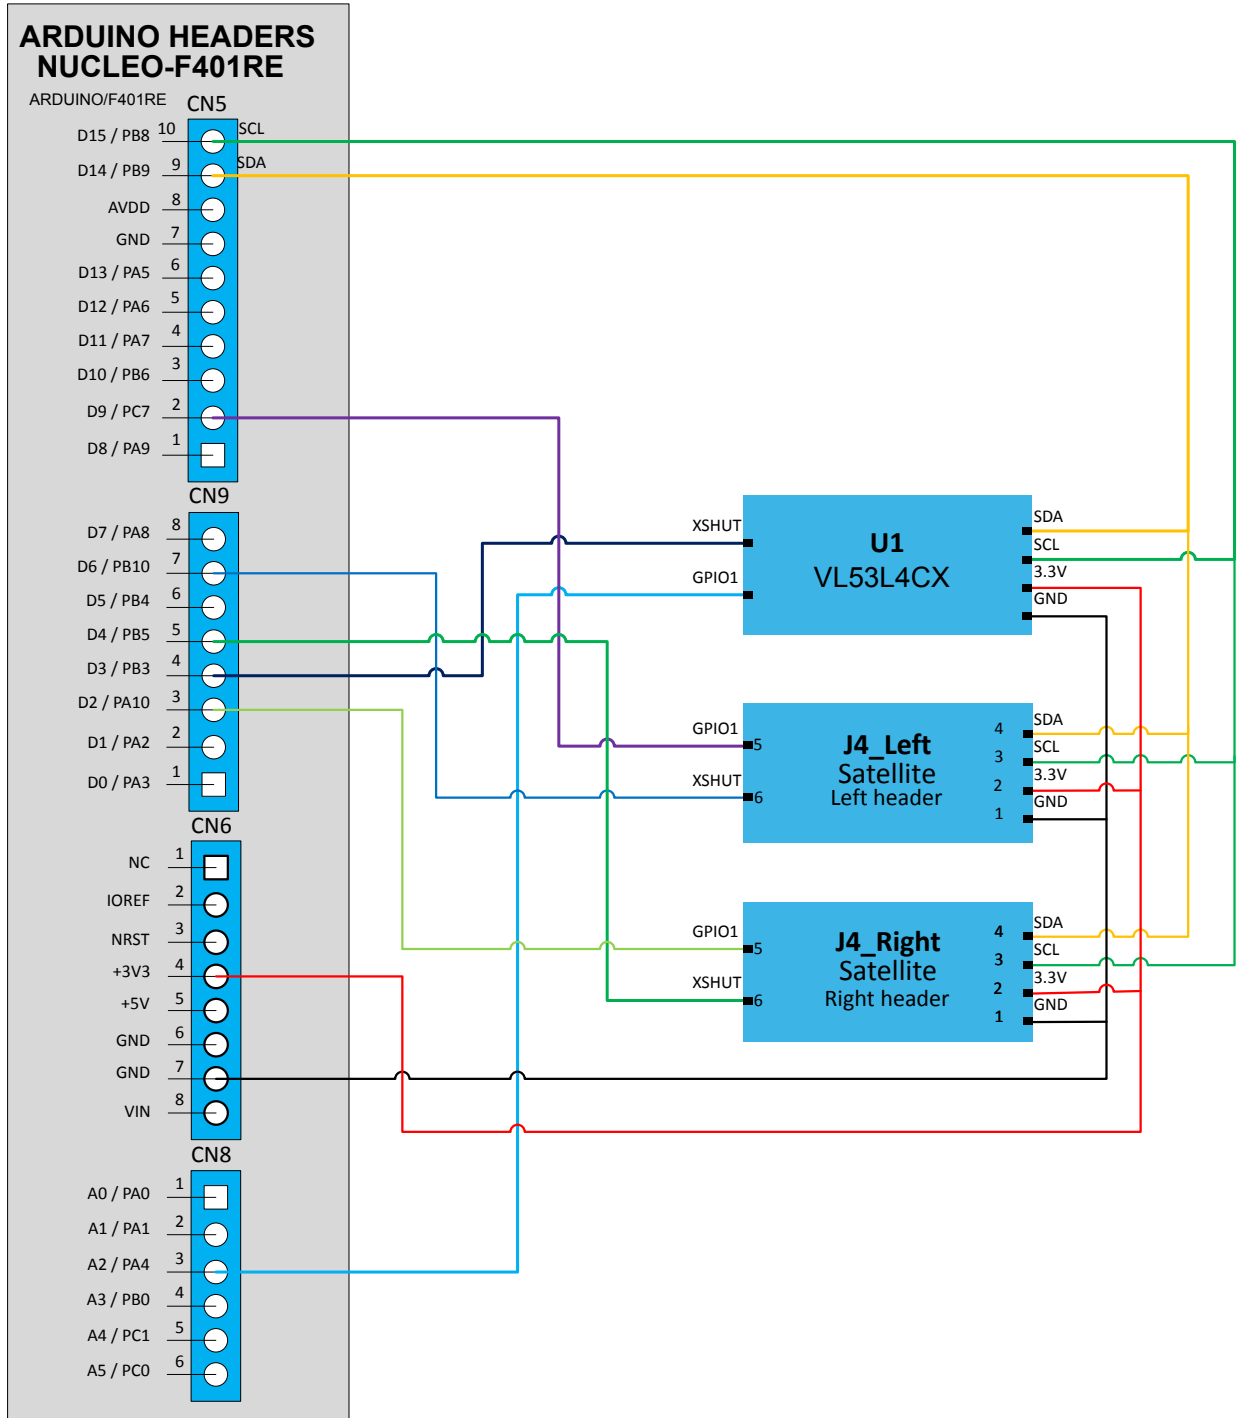 ARDUINO HEADERS
NUCLEO-F401RE
ARDUINO/F401RE
CN5
D15 / PB8 10 SCL
D14 / PB9 9 SDA
AVDD 8
GND 7
D13 / PA5 6
D12 / PA6 5
D11 / PA7 4
D10 / PB6 3
D9 / PC7 2
D8 / PA9 1
CN9
D7 / PA8 8
D6 / PB10 7
D5 / PB4 6
D4 / PB5 5
D3 / PB3 4
D2 / PA10 3
D1 / PA2 2
D0 / PA3 1
CN6
NC 1
IOREF 2
NRST 3
+3V3 4
+5V 5
GND 6
GND 7
VIN 8
CN8
A0 / PA0 1
A1 / PA1 2
A2 / PA4 3
A3 / PB0 4
A4 / PC1 5
A5 / PC0 6
XSHUT
GPIO1
U1
VL53L4CX
SDA
SCL
3.3V
GND
GPIO1
5
XSHUT
6
J4_Left
Satellite
Left header
4 SDA
3 SCL
2 3.3V
1 GND
GPIO1
5
XSHUT
6
J4_Right
Satellite
Right header
4 SDA
3 SCL
2 3.3V
1 GND